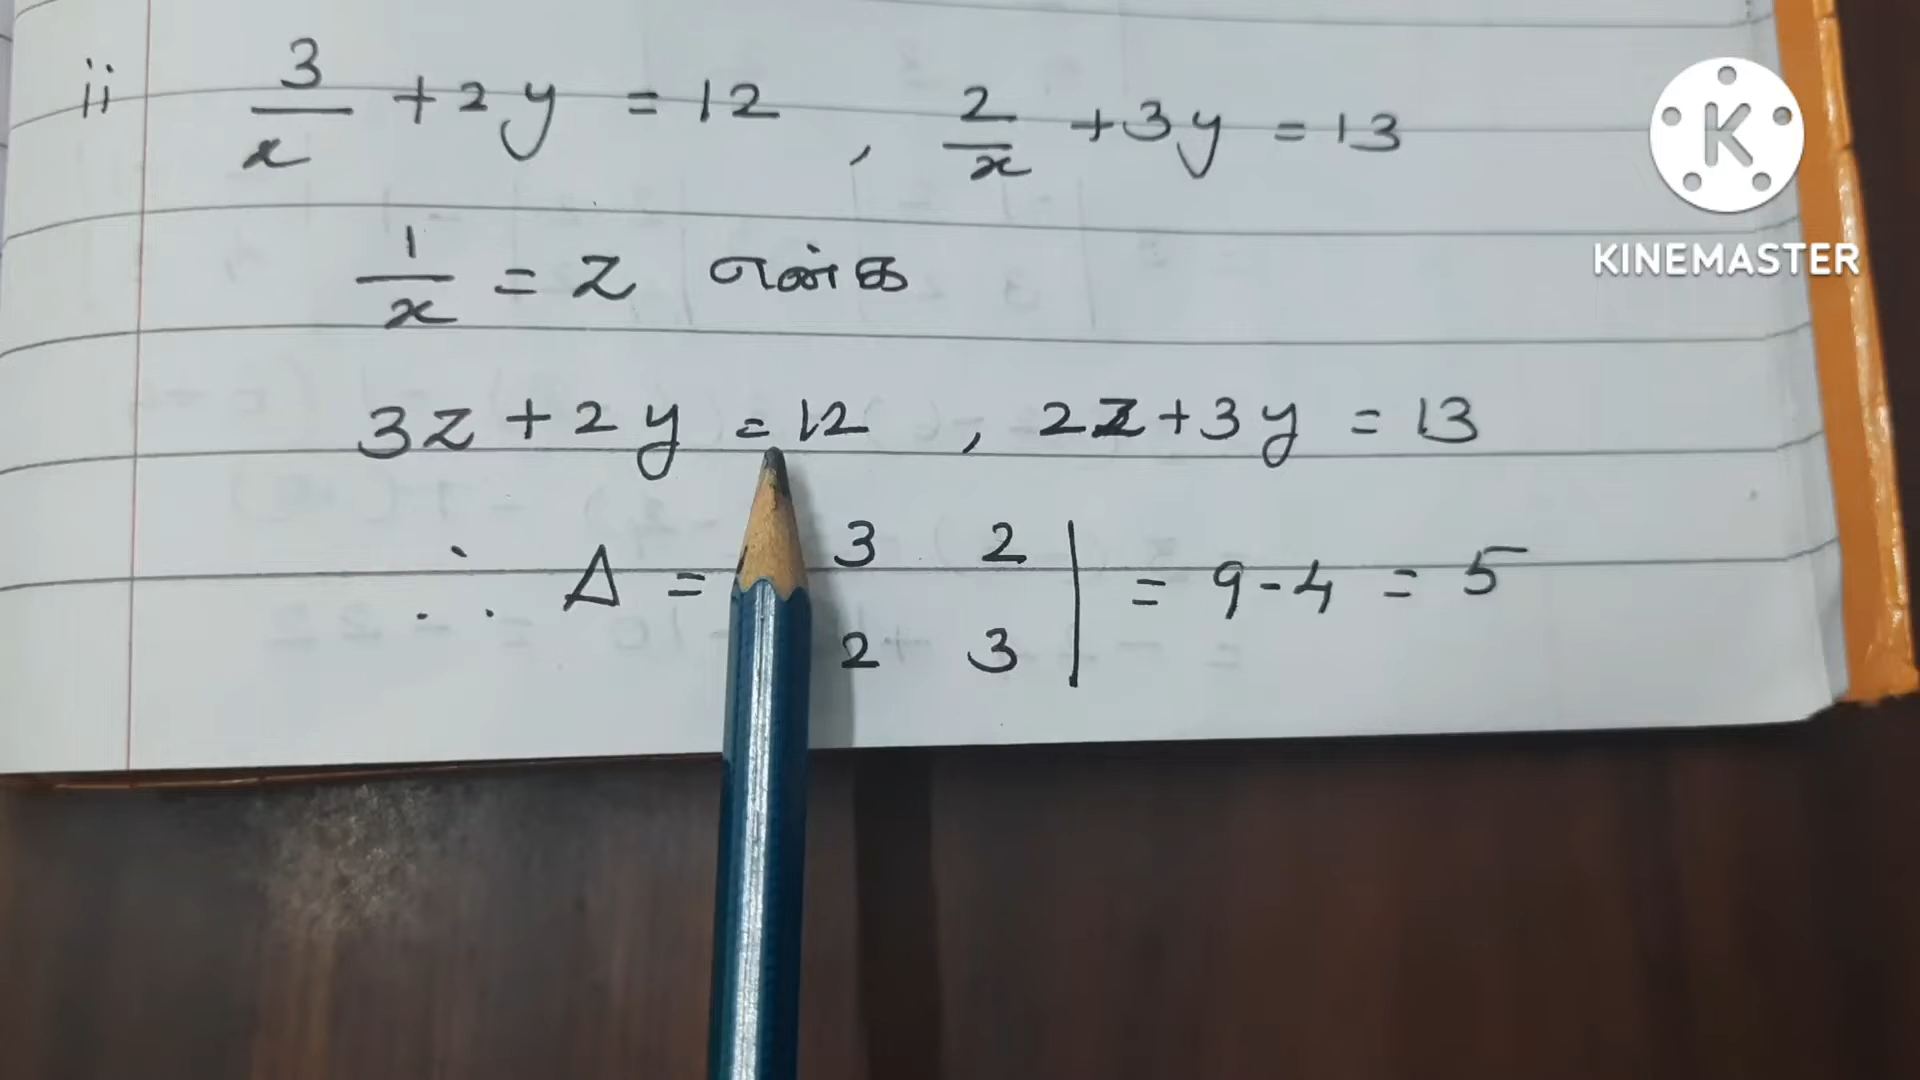 ii 3/x + 2y = 12 , 2/x + 3y = 13
1/x = z என்க
3z + 2y = 12 , 2z + 3y = 13
∴ Δ = 3 2 | = 9 - 4 = 5
2 3
K
KINEMASTER